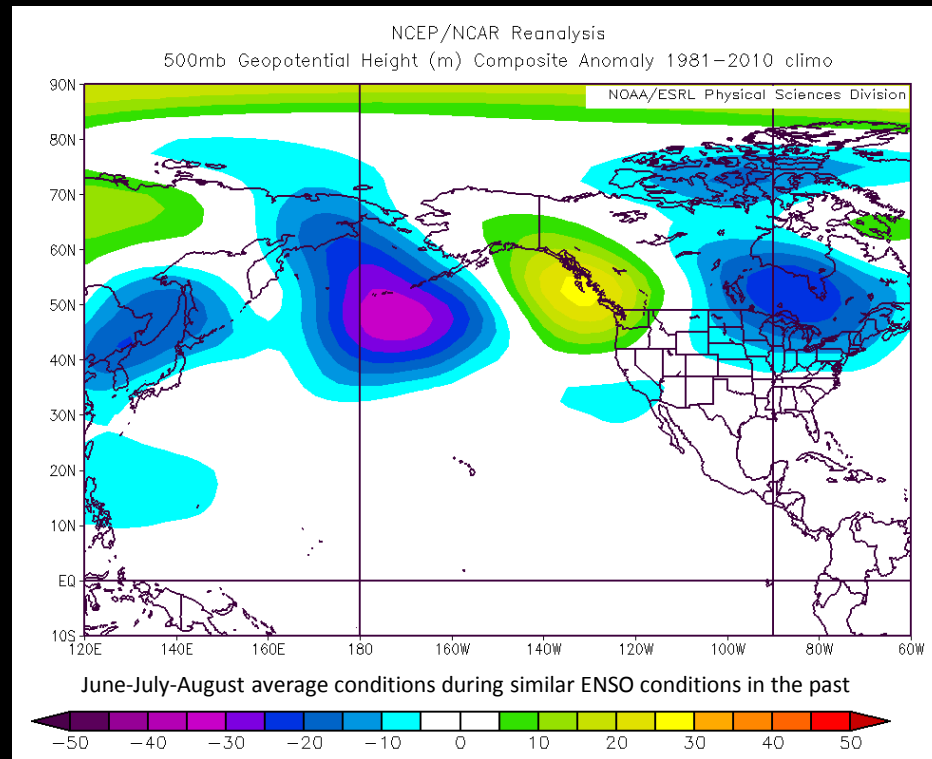 NCEP/NCAR Reanalysis
500mb Geopotential Height (m) Composite Anomaly 1981-2010 climo
NOAA/ESRL Physical Sciences Division
90N
80N
70N
60N
50N
40N
30N
20N
10N
EQ
10S
120E 140E 160E 180 160W 140W 120W 100W 80W 60W
June-July-August average conditions during similar ENSO conditions in the past
-50 -40 -30 -20 -10 0 10 20 30 40 50